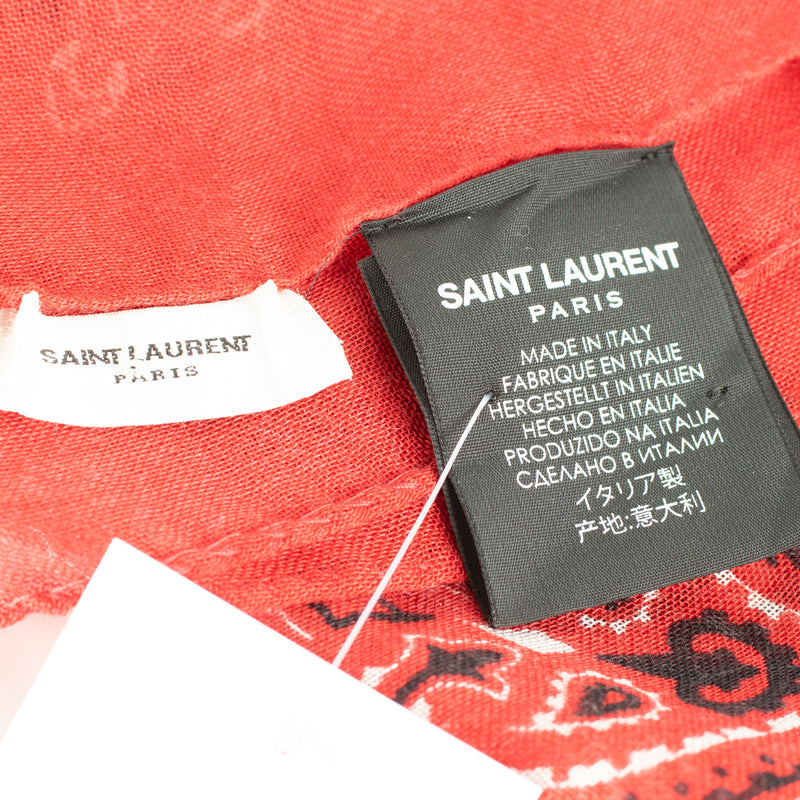 SAINT LAURENT
PARIS
SAINT LAURENT
PARIS
MADE IN ITALY
FABRIQUE EN ITALIE
HERGESTELLT IN ITALIEN
HECHO EN ITALIA
PRODUZIDO NA ITALIA
СДЕЛАНО В ИТАЛИИ
イタリア製
产地:意大利